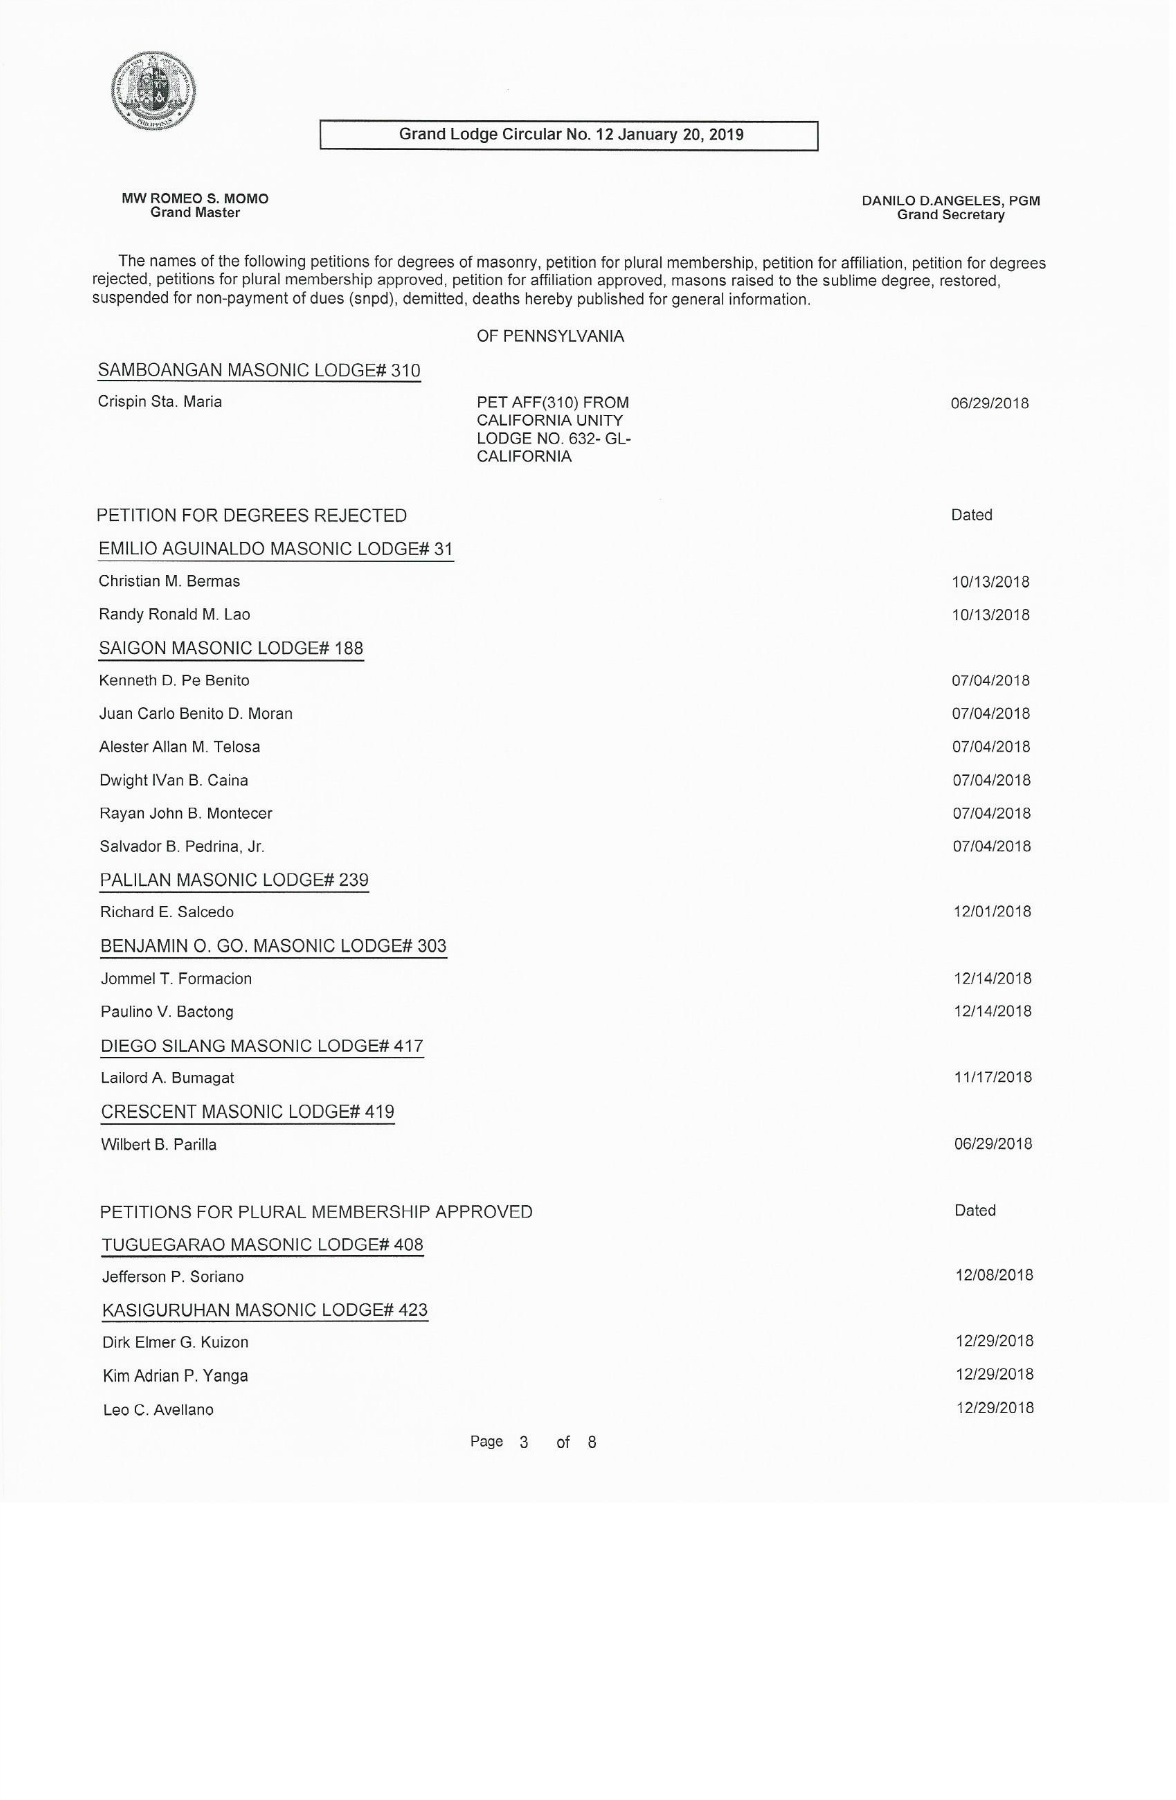 PHILIPPINES
Grand Lodge Circular No. 12 January 20, 2019
MW ROMEO S. MOMO
Grand Master
DANILO D.ANGELES, PGM
Grand Secretary
The names of the following petitions for degrees of masonry, petition for plural membership, petition for affiliation, petition for degrees
rejected, petitions for plural membership approved, petition for affiliation approved, masons raised to the sublime degree, restored,
suspended for non-payment of dues (snpd), demitted, deaths hereby published for general information.
OF PENNSYLVANIA
SAMBOANGAN MASONIC LODGE# 310
Crispin Sta. Maria PET AFF(310) FROM 06/29/2018
CALIFORNIA UNITY
LODGE NO. 632- GL-
CALIFORNIA
PETITION FOR DEGREES REJECTED Dated
EMILIO AGUINALDO MASONIC LODGE# 31
Christian M. Bermas 10/13/2018
Randy Ronald M. Lao 10/13/2018
SAIGON MASONIC LODGE# 188
Kenneth D. Pe Benito 07/04/2018
Juan Carlo Benito D. Moran 07/04/2018
Alester Allan M. Telosa 07/04/2018
Dwight IVan B. Caina 07/04/2018
Rayan John B. Montecer 07/04/2018
Salvador B. Pedrina, Jr. 07/04/2018
PALILAN MASONIC LODGE# 239
Richard E. Salcedo 12/01/2018
BENJAMIN O. GO. MASONIC LODGE# 303
Jommel T. Formacion 12/14/2018
Paulino V. Bactong 12/14/2018
DIEGO SILANG MASONIC LODGE# 417
Lailord A. Bumagat 11/17/2018
CRESCENT MASONIC LODGE# 419
Wilbert B. Parilla 06/29/2018
PETITIONS FOR PLURAL MEMBERSHIP APPROVED Dated
TUGUEGARAO MASONIC LODGE# 408
Jefferson P. Soriano 12/08/2018
KASIGURUHAN MASONIC LODGE# 423
Dirk Elmer G. Kuizon 12/29/2018
Kim Adrian P. Yanga 12/29/2018
Leo C. Avellano 12/29/2018
Page 3 of 8